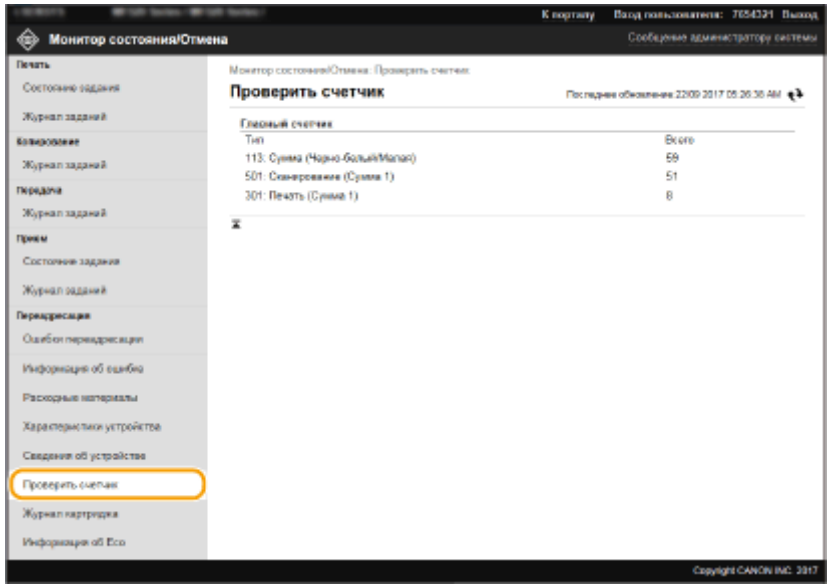 К порталу Вход пользователя: 7654321 Выход
Монитор состояния/Отмена
Сообщение администратору системы
Печать
Состояние задания
Журнал заданий
Копирование
Журнал заданий
Передача
Журнал заданий
Прием
Состояние задания
Журнал заданий
Переадресация
Ошибки переадресации
Информация об ошибке
Расходные материалы
Характеристики устройства
Сведения об устройстве
Проверить счетчик
Журнал картриджа
Информация об Eco
Монитор состояния/Отмена: Проверить счетчик
Проверить счетчик
Последнее обновление 22/09 2017 05:26:36 AM
Главный счетчик
Тип Всего
113: Сумма (Черно-белый/Малая) 59
501: Сканирование (Сумма 1) 51
301: Печать (Сумма 1) 8
Copyright CANON INC. 2017